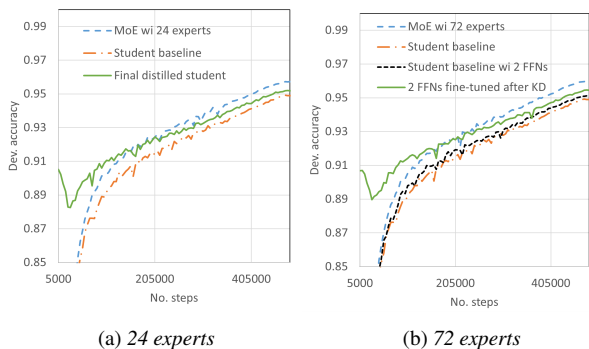 0.99
0.97
0.95
0.93
0.91
0.89
0.87
0.85
Dev. accuracy
MoE wi 24 experts
Student baseline
Final distilled student
5000 205000 405000
No. steps
(a) 24 experts
0.99
0.97
0.95
0.93
0.91
0.89
0.87
0.85
Dev. accuracy
MoE wi 72 experts
Student baseline
Student baseline wi 2 FFNs
2 FFNs fine-tuned after KD
5000 205000 405000
No. steps
(b) 72 experts